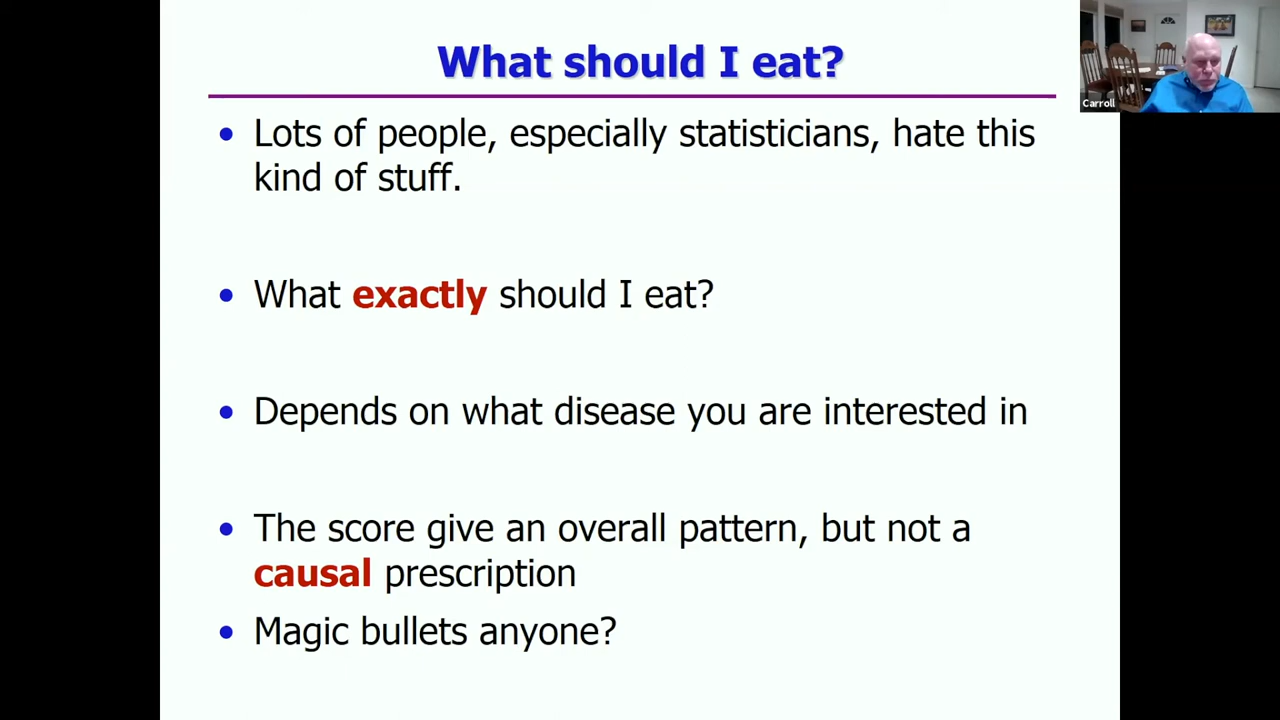 What should I eat?
Carroll
• Lots of people, especially statisticians, hate this
kind of stuff.
• What exactly should I eat?
• Depends on what disease you are interested in
• The score give an overall pattern, but not a
causal prescription
• Magic bullets anyone?